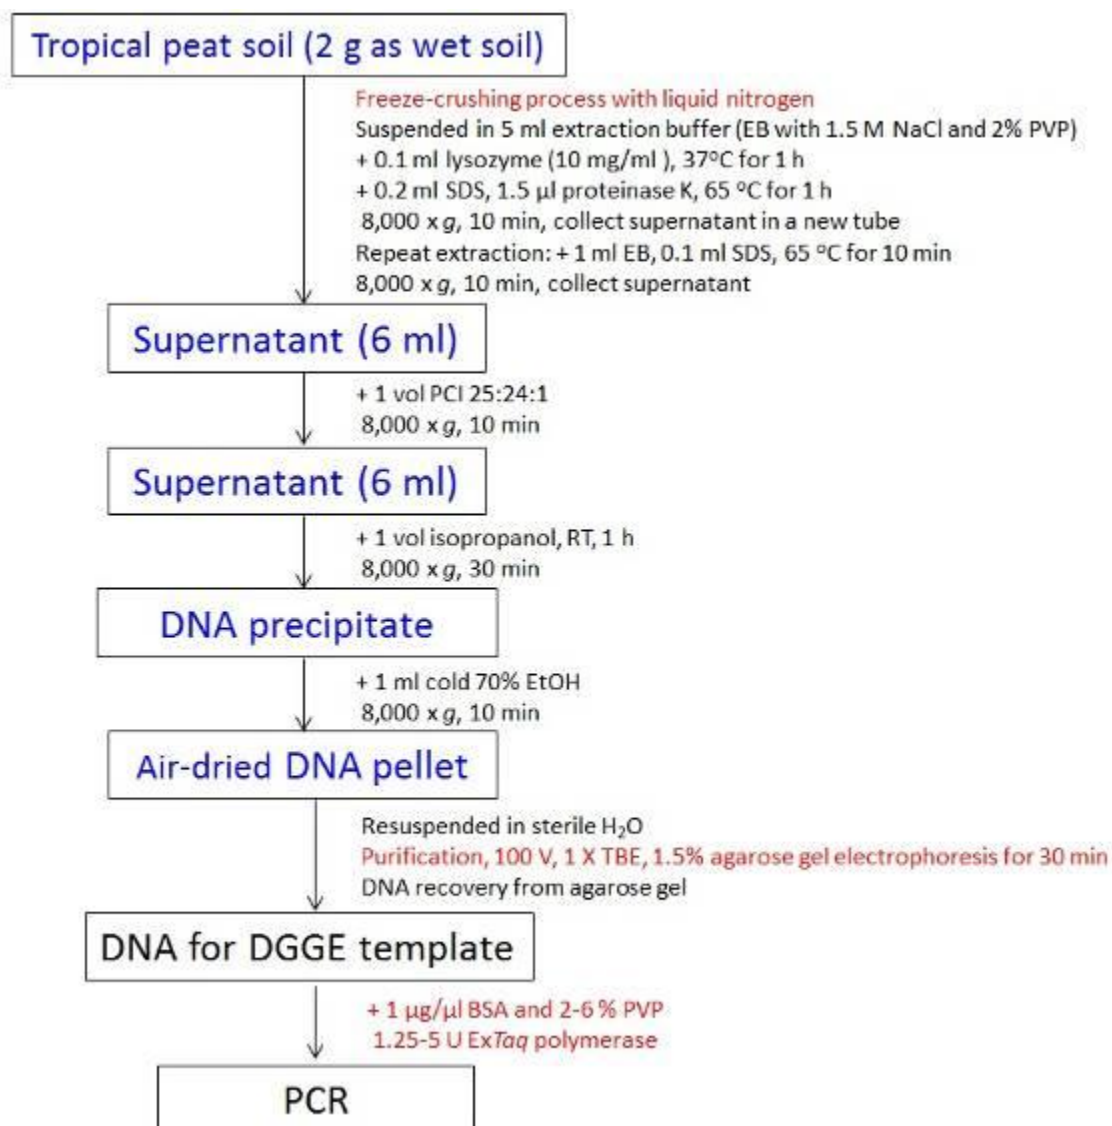 Tropical peat soil (2 g as wet soil)
Freeze-crushing process with liquid nitrogen
Suspended in 5 ml extraction buffer (EB with 1.5 M NaCl and 2% PVP)
+ 0.1 ml lysozyme (10 mg/ml ), 37°C for 1 h
+ 0.2 ml SDS, 1.5 µl proteinase K, 65 °C for 1 h
8,000 x g, 10 min, collect supernatant in a new tube
Repeat extraction: + 1 ml EB, 0.1 ml SDS, 65 °C for 10 min
8,000 x g, 10 min, collect supernatant
Supernatant (6 ml)
+ 1 vol PCI 25:24:1
8,000 x g, 10 min
Supernatant (6 ml)
+ 1 vol isopropanol, RT, 1 h
8,000 x g, 30 min
DNA precipitate
+ 1 ml cold 70% EtOH
8,000 x g, 10 min
Air-dried DNA pellet
Resuspended in sterile H₂O
Purification, 100 V, 1 X TBE, 1.5% agarose gel electrophoresis for 30 min
DNA recovery from agarose gel
DNA for DGGE template
+ 1 µg/µl BSA and 2-6 % PVP
1.25-5 U ExTaq polymerase
PCR